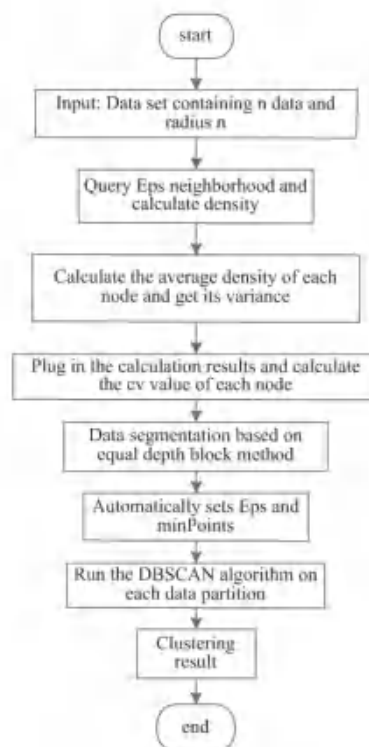 start
Input: Data set containing n data and
radius n
Query Eps neighborhood and
calculate density
Calculate the average density of each
node and get its variance
Plug in the calculation results and calculate
the cv value of each node
Data segmentation based on
equal depth block method
Automatically sets Eps and
minPoints
Run the DBSCAN algorithm on
each data partition
Clustering
result
end